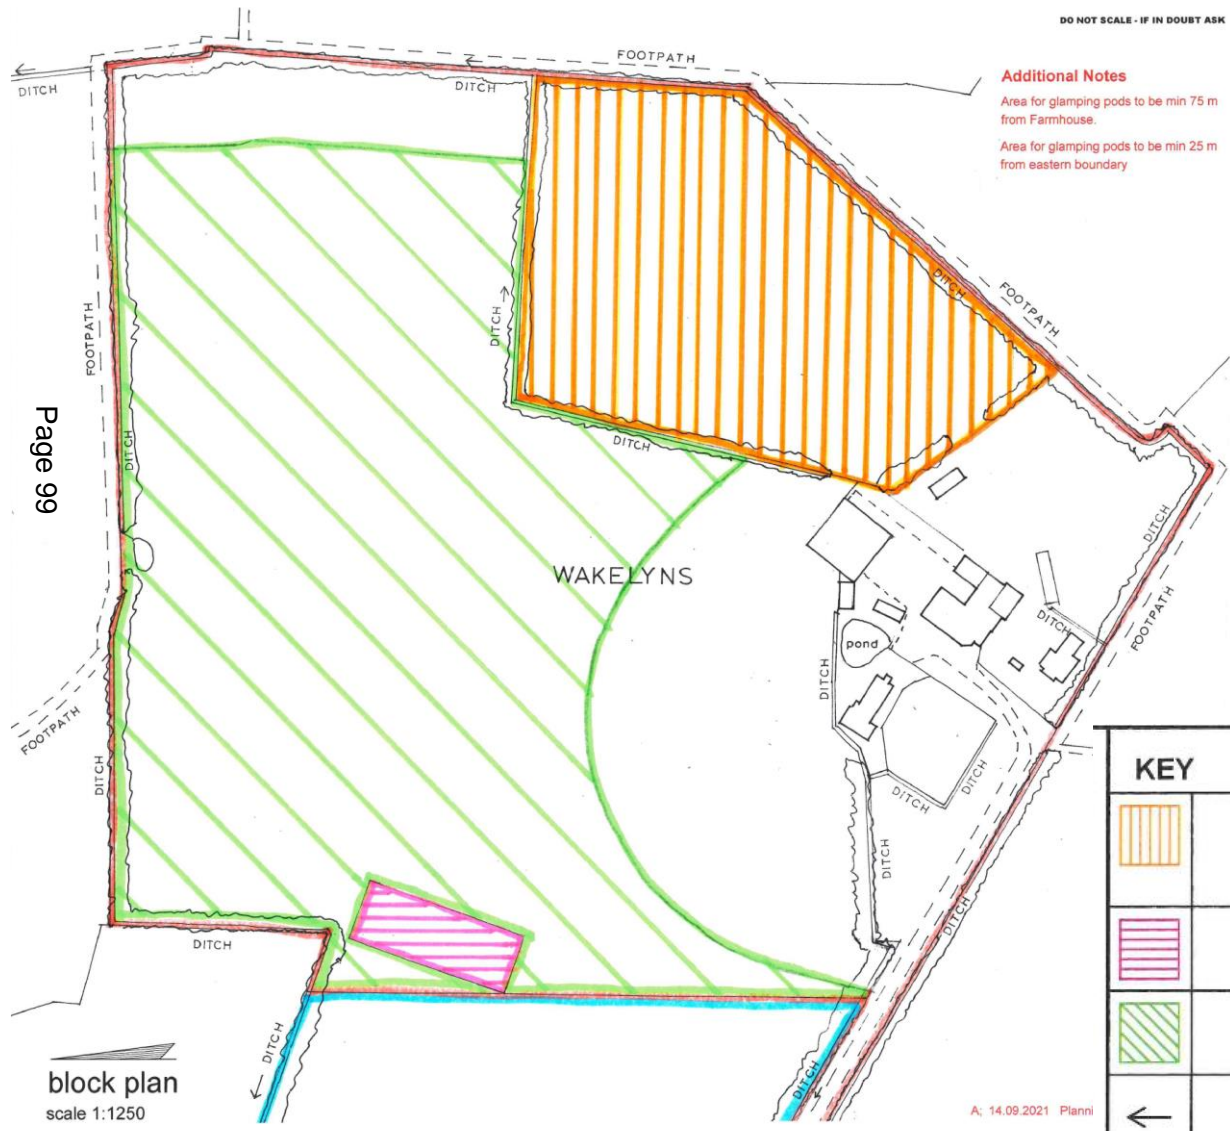 DO NOT SCALE - IF IN DOUBT ASK
FOOTPATH
DITCH
DITCH
Additional Notes
Area for glamping pods to be min 75 m
from Farmhouse.
Area for glamping pods to be min 25 m
from eastern boundary
DITCH
FOOTPATH
FOOTPATH
DITCH
Page 99
DITCH
DITCH
DITCH
WAKELYNS
DITCH
FOOTPATH
pond
DITCH
FOOTPATH
DITCH
DITCH
DITCH
KEY
DITCH
DITCH
DITCH
DITCH
DITCH
block plan
scale 1:1250
A; 14.09.2021 Planni